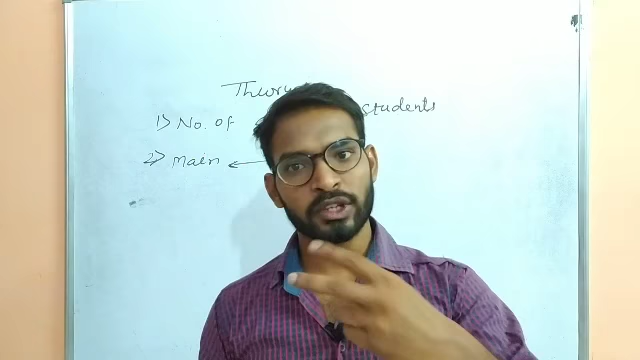 Theory
1) No. of students
2) Main ←